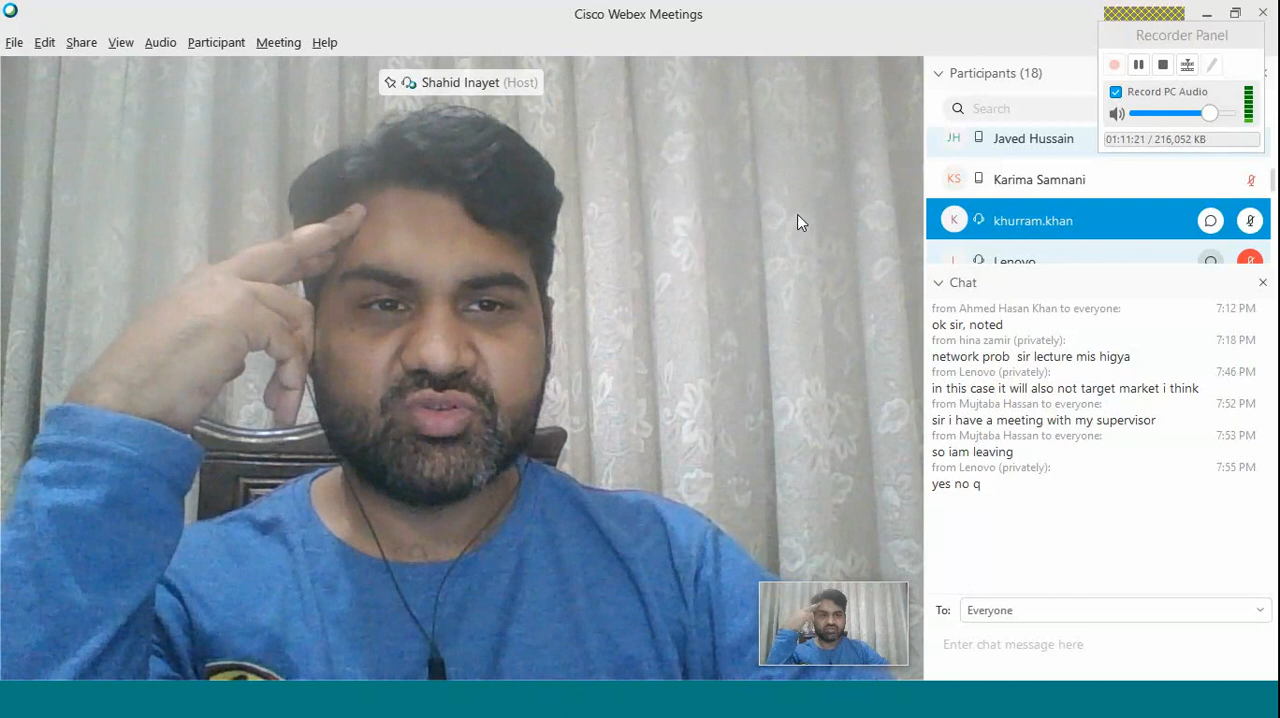 Cisco Webex Meetings
File Edit Share View Audio Participant Meeting Help
Recorder Panel
Record PC Audio
01:11:21 / 216,052 KB
Shahid Inayet (Host)
Participants (18)
Search
JH Javed Hussain
KS Karima Samnani
K khurram.khan
L Lenovo
Chat
from Ahmed Hasan Khan to everyone: 7:12 PM
ok sir, noted
from hina zamir (privately): 7:18 PM
network prob sir lecture mis higya
from Lenovo (privately): 7:46 PM
in this case it will also not target market i think
from Mujtaba Hassan to everyone: 7:52 PM
sir i have a meeting with my supervisor
from Mujtaba Hassan to everyone: 7:53 PM
so iam leaving
from Lenovo (privately): 7:55 PM
yes no q
To: Everyone
Enter chat message here